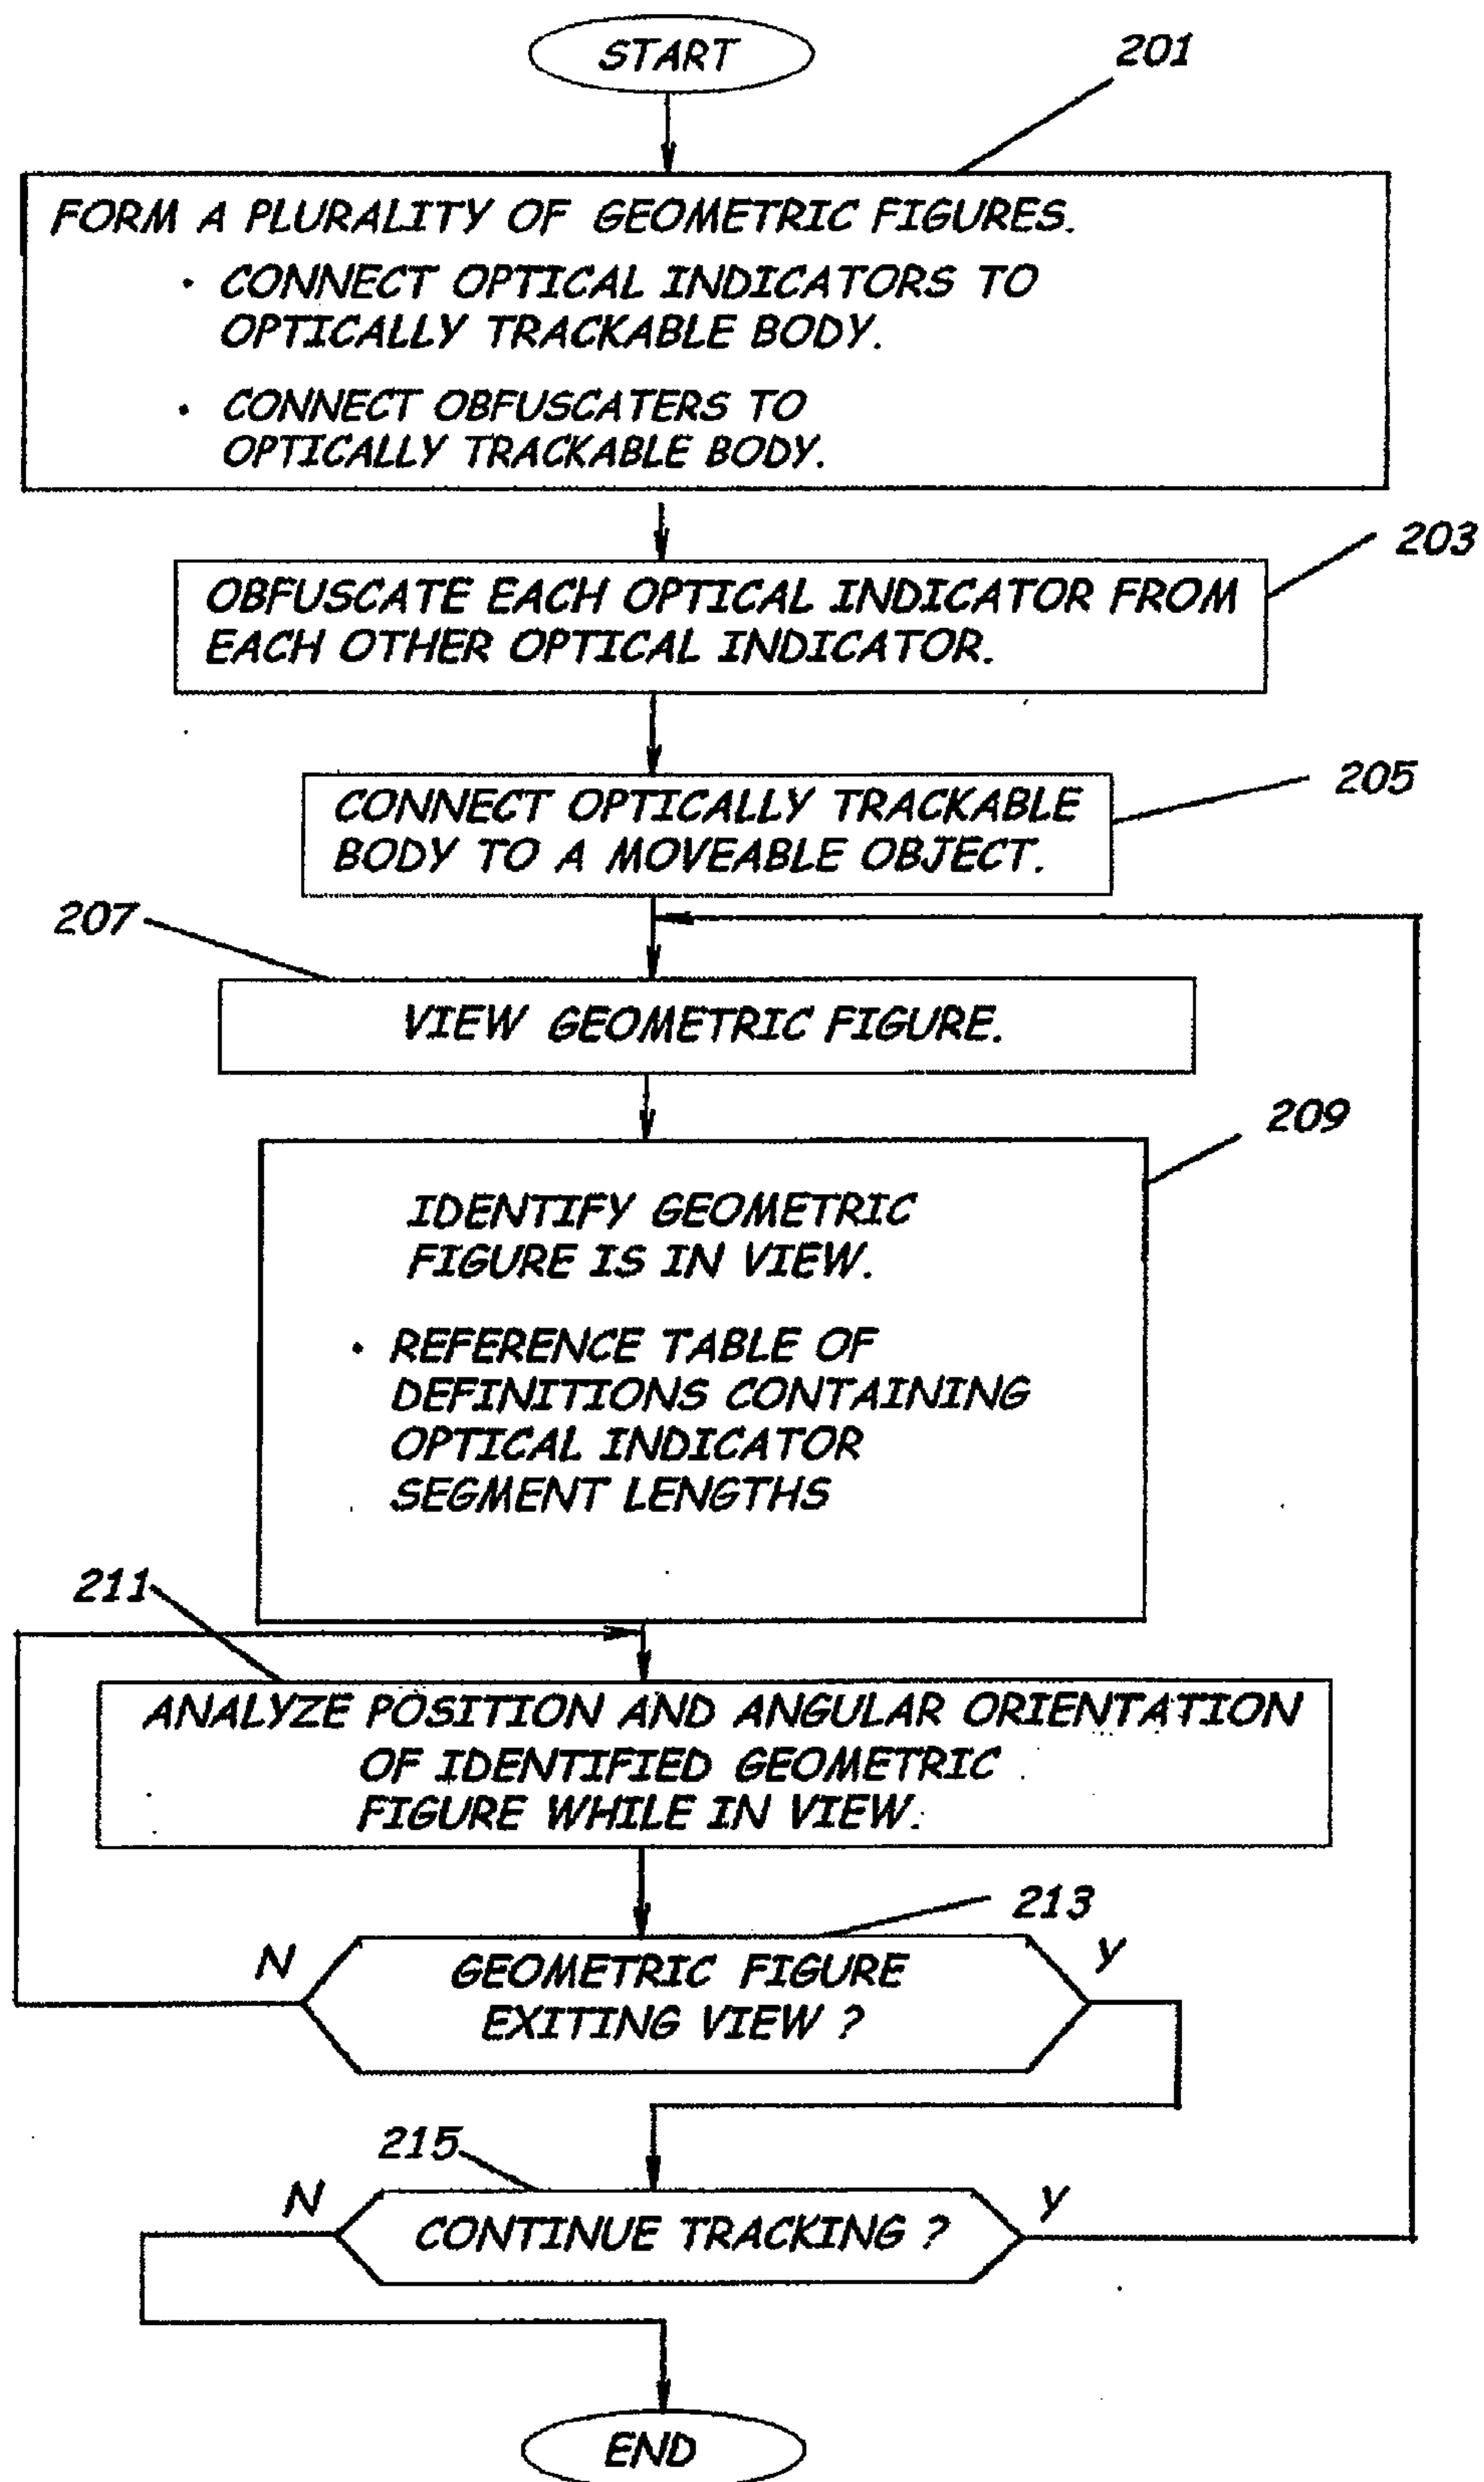 START
201
FORM A PLURALITY OF GEOMETRIC FIGURES.
· CONNECT OPTICAL INDICATORS TO
OPTICALLY TRACKABLE BODY.
· CONNECT OBFUSCATERS TO
OPTICALLY TRACKABLE BODY.
203
OBFUSCATE EACH OPTICAL INDICATOR FROM
EACH OTHER OPTICAL INDICATOR.
205
CONNECT OPTICALLY TRACKABLE
BODY TO A MOVEABLE OBJECT.
207
VIEW GEOMETRIC FIGURE.
209
IDENTIFY GEOMETRIC
FIGURE IS IN VIEW.
· REFERENCE TABLE OF
DEFINITIONS CONTAINING
OPTICAL INDICATOR
SEGMENT LENGTHS
211
ANALYZE POSITION AND ANGULAR ORIENTATION
OF IDENTIFIED GEOMETRIC
FIGURE WHILE IN VIEW.
213
N
Y
GEOMETRIC FIGURE
EXITING VIEW ?
215
N
Y
CONTINUE TRACKING ?
END